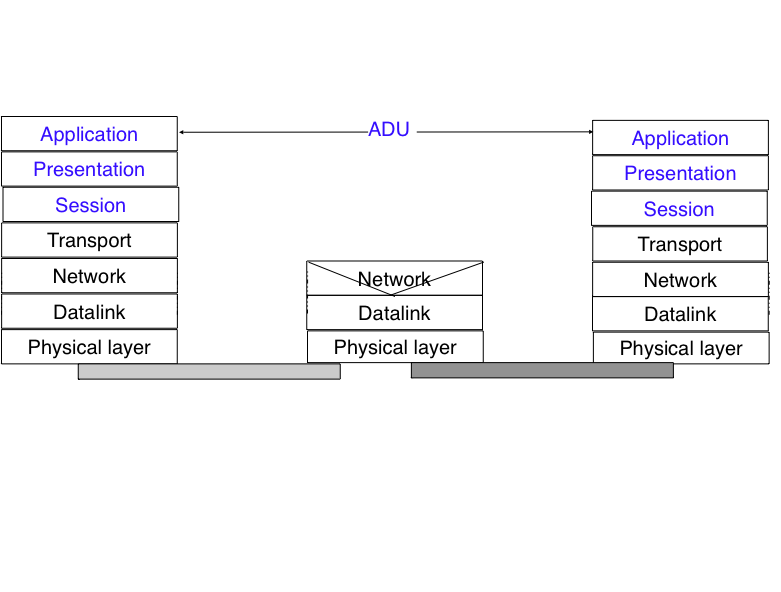 ADU
Application
Presentation
Session
Transport
Network
Datalink
Physical layer
Network
Datalink
Physical layer
Application
Presentation
Session
Transport
Network
Datalink
Physical layer